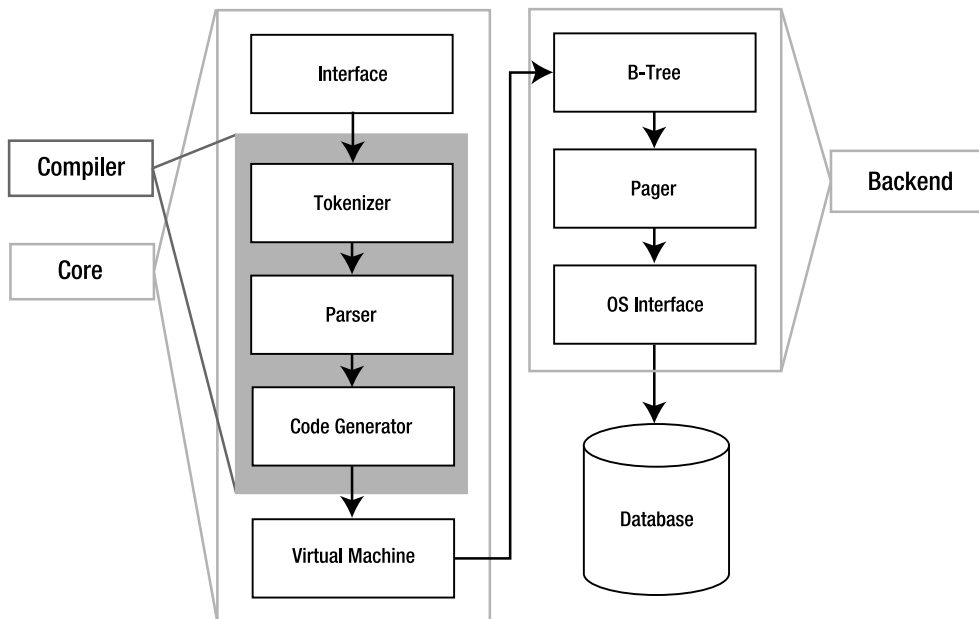 Compiler
Core
Interface
Tokenizer
Parser
Code Generator
Virtual Machine
B-Tree
Pager
OS Interface
Database
Backend